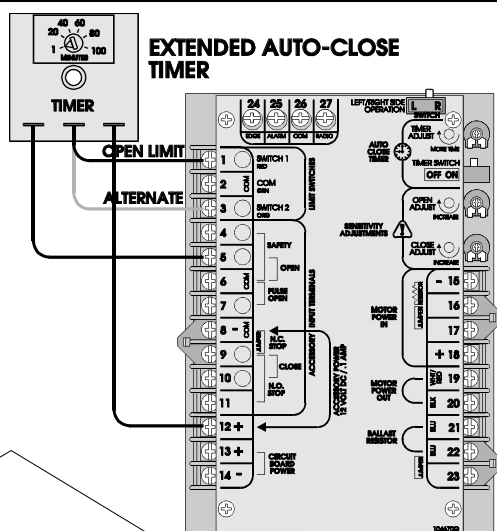 40 60
20 80
1 100
MINUTES
TIMER
EXTENDED AUTO-CLOSE
TIMER
OPEN LIMIT
ALTERNATE
24 25 26 27
EDGE ALARM COM RADIO
LEFT/RIGHT SIDE
OPERATION
L R
SWITCH
TIMER
ADJUST
MORE TIME
AUTO
CLOSE
TIMER
TIMER SWITCH
OFF ON
OPEN
ADJUST
INCREASE
SENSITIVITY
ADJUSTMENTS
CLOSE
ADJUST
INCREASE
1 SWITCH 1
RED
2 COM COM
GRN
3 SWITCH 2
ORG
LIMIT SWITCHES
4
SAFETY
5
OPEN
6 COM
PULSE
OPEN
7
8 - COM
JUMPER
N.C.
STOP
9
CLOSE
10
N.O.
STOP
11
ACCESSORY INPUT TERMINALS
ACCESSORY POWER
12 VOLT DC / .1 AMP
12 +
13 +
CIRCUIT
BOARD
POWER
14 -
- 15
JUMPER RESISTOR
16
MOTOR
POWER
IN
17
+ 18
WHT/
RED 19
MOTOR
POWER
OUT
BLK 20
BLU 21
BALLAST
RESISTOR
BLU 22
JUMPER
23